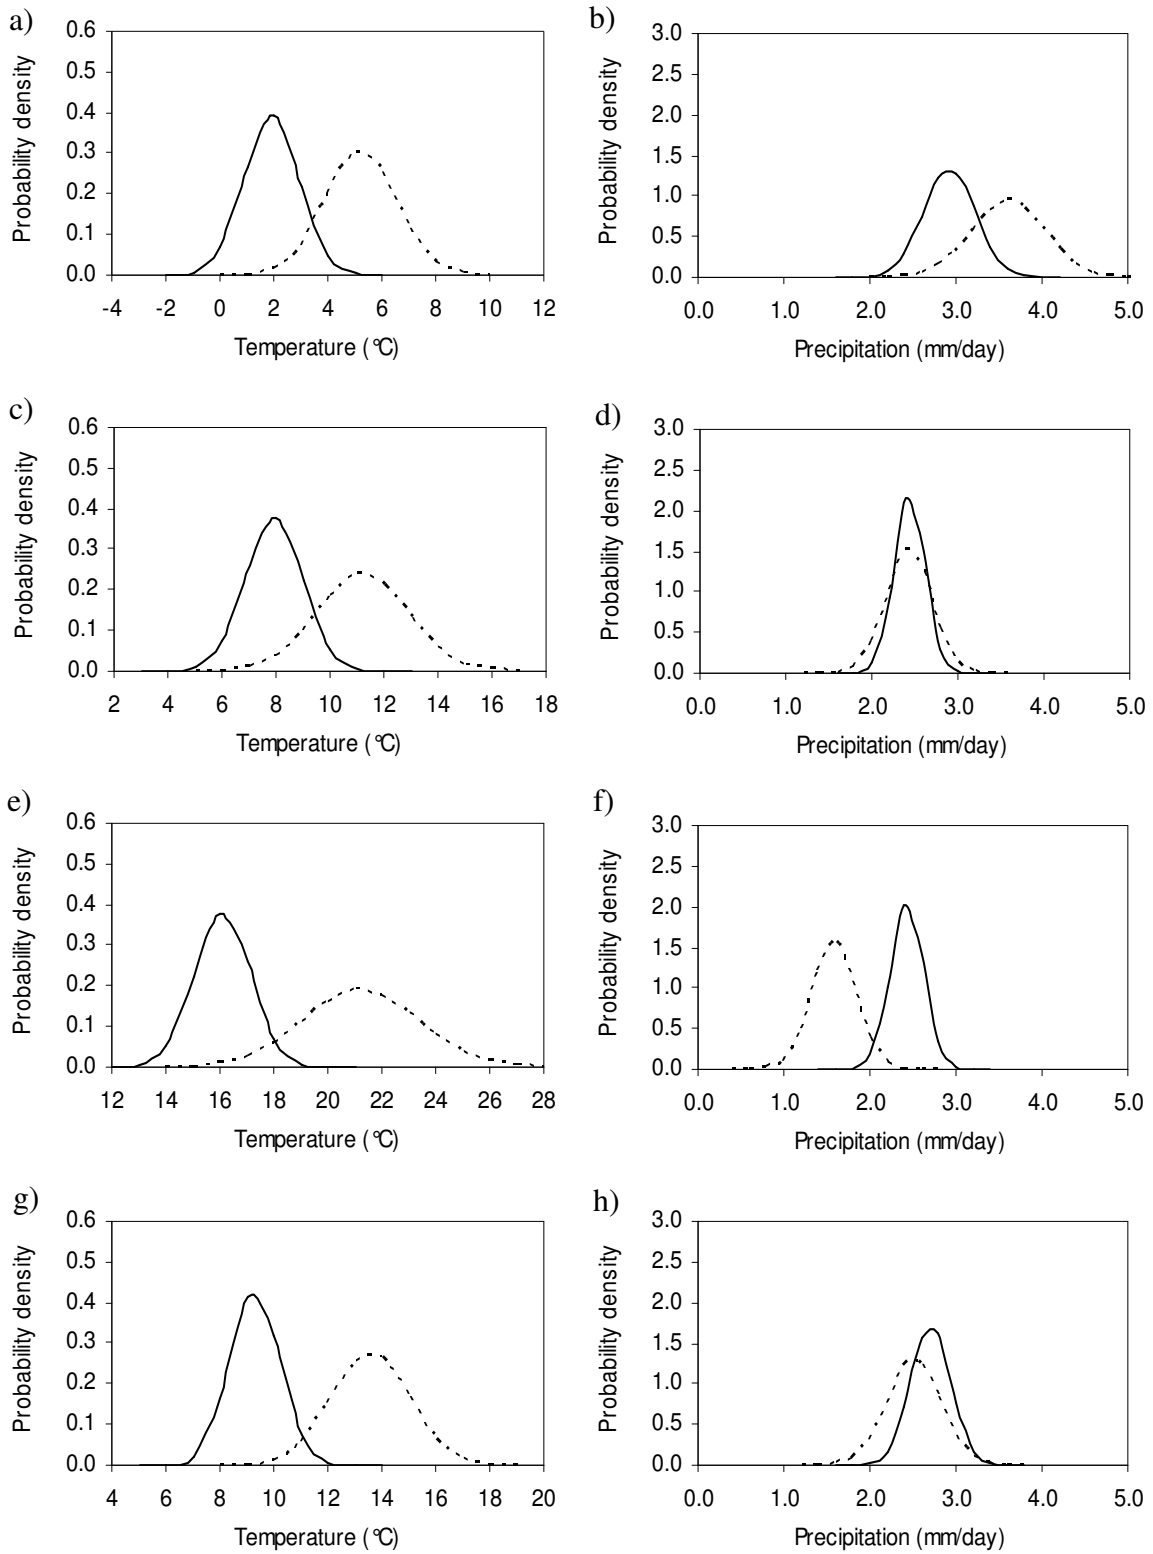 a)
0.6
0.5
0.4
0.3
0.2
0.1
0.0
Probability density
-4 -2 0 2 4 6 8 10 12
Temperature (°C)
b)
3.0
2.5
2.0
1.5
1.0
0.5
0.0
Probability density
0.0 1.0 2.0 3.0 4.0 5.0
Precipitation (mm/day)
c)
0.6
0.5
0.4
0.3
0.2
0.1
0.0
Probability density
2 4 6 8 10 12 14 16 18
Temperature (°C)
d)
3.0
2.5
2.0
1.5
1.0
0.5
0.0
Probability density
0.0 1.0 2.0 3.0 4.0 5.0
Precipitation (mm/day)
e)
0.6
0.5
0.4
0.3
0.2
0.1
0.0
Probability density
12 14 16 18 20 22 24 26 28
Temperature (°C)
f)
3.0
2.5
2.0
1.5
1.0
0.5
0.0
Probability density
0.0 1.0 2.0 3.0 4.0 5.0
Precipitation (mm/day)
g)
0.6
0.5
0.4
0.3
0.2
0.1
0.0
Probability density
4 6 8 10 12 14 16 18 20
Temperature (°C)
h)
3.0
2.5
2.0
1.5
1.0
0.5
0.0
Probability density
0.0 1.0 2.0 3.0 4.0 5.0
Precipitation (mm/day)